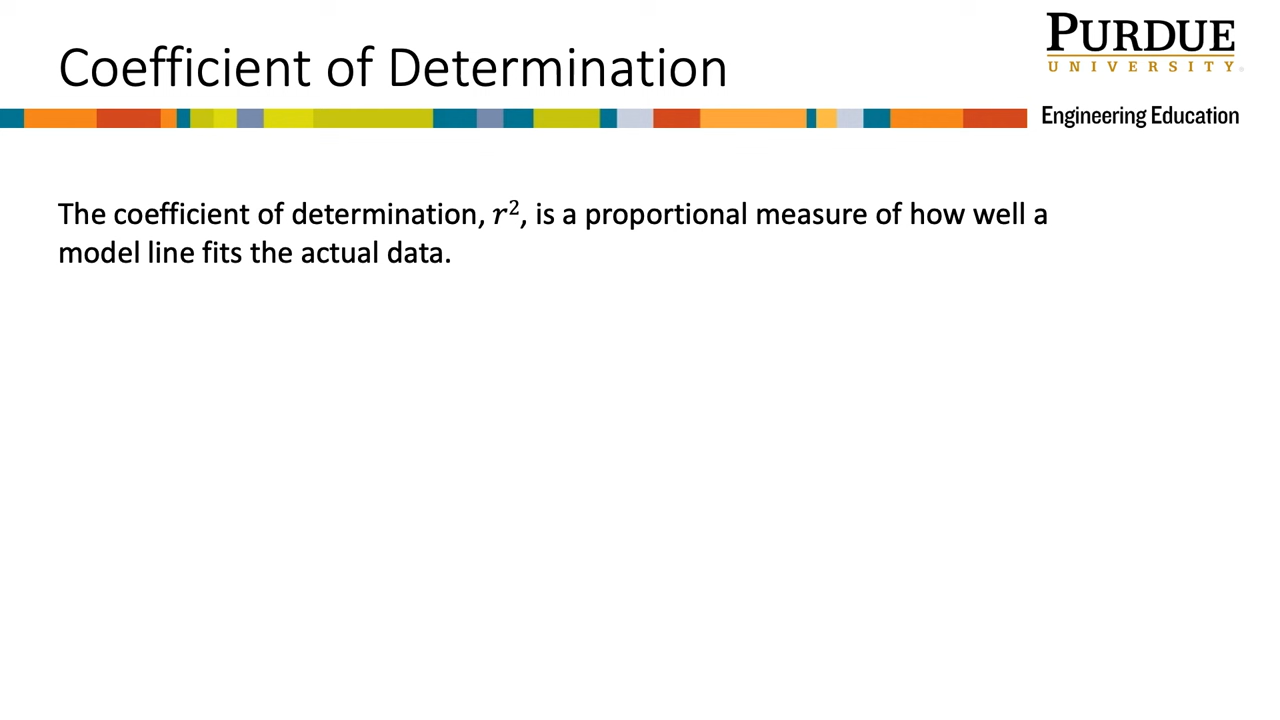 Coefficient of Determination
PURDUE
UNIVERSITY
Engineering Education
The coefficient of determination, r², is a proportional measure of how well a
model line fits the actual data.